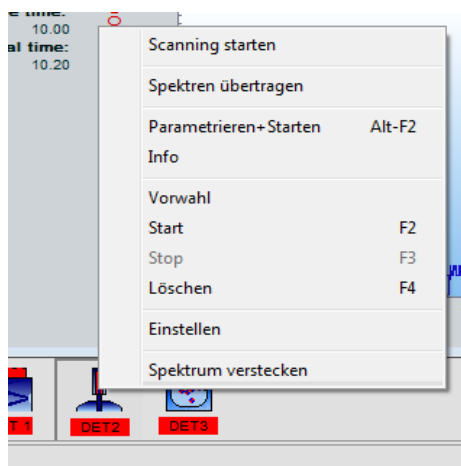 time:
10.00
al time:
10.20
Scanning starten
Spektren übertragen
Parametrieren+Starten Alt-F2
Info
Vorwahl
Start F2
Stop F3
Löschen F4
Einstellen
Spektrum verstecken
T 1
DET2
DET3